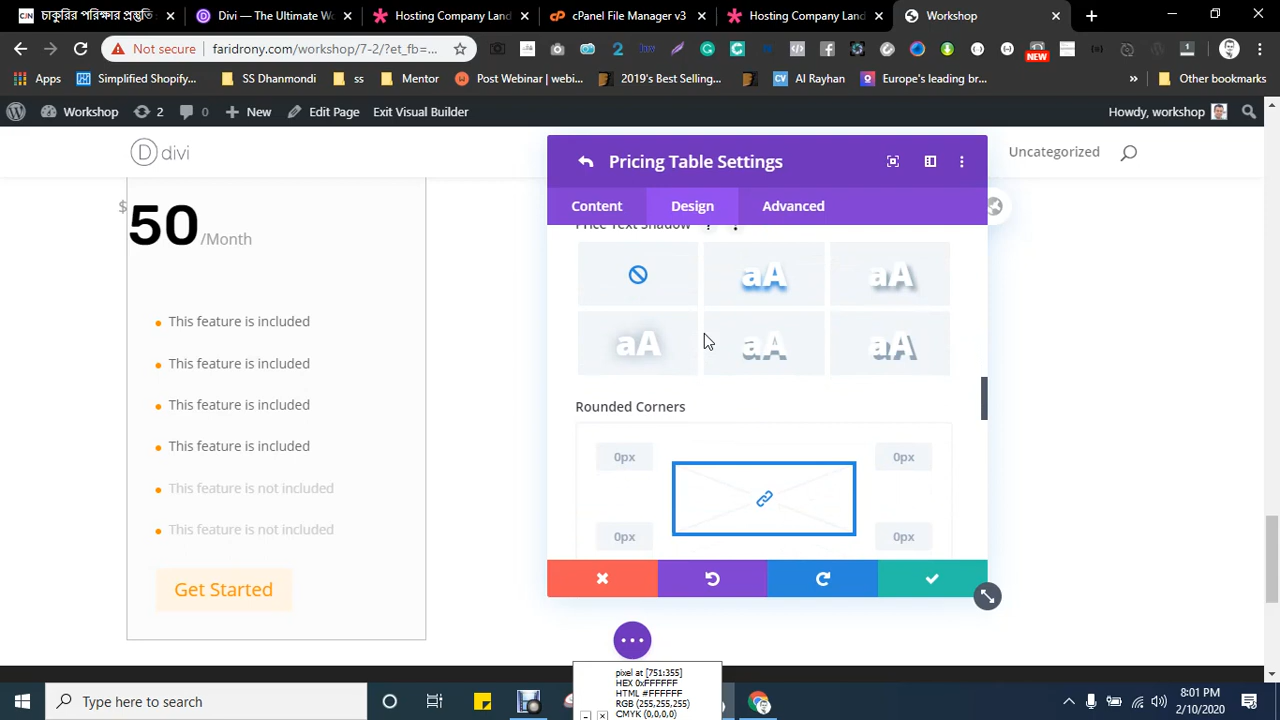 চাকুরির পরিক্ষার প্রস্তুতি
Divi — The Ultimate W
Hosting Company Land
cPanel File Manager v3
Hosting Company Land
Workshop
Not secure
faridrony.com/workshop/7-2/?et_fb=...
NEW
Apps
Simplified Shopify...
SS Dhanmondi
ss
Mentor
Post Webinar | webi...
2019's Best Selling...
Al Rayhan
Europe's leading br...
Other bookmarks
Workshop
2
0
New
Edit Page
Exit Visual Builder
Howdy, workshop
divi
Uncategorized
Pricing Table Settings
Content
Design
Advanced
Price Text Shadow
aA
aA
aA
aA
aA
Rounded Corners
0px
0px
0px
0px
$
50
/Month
This feature is included
This feature is included
This feature is included
This feature is included
This feature is not included
This feature is not included
Get Started
pixel at [751:355]
HEX 0xFFFFFF
HTML #FFFFFF
RGB (255,255,255)
CMYK (0,0,0,0)
Type here to search
8:01 PM
2/10/2020